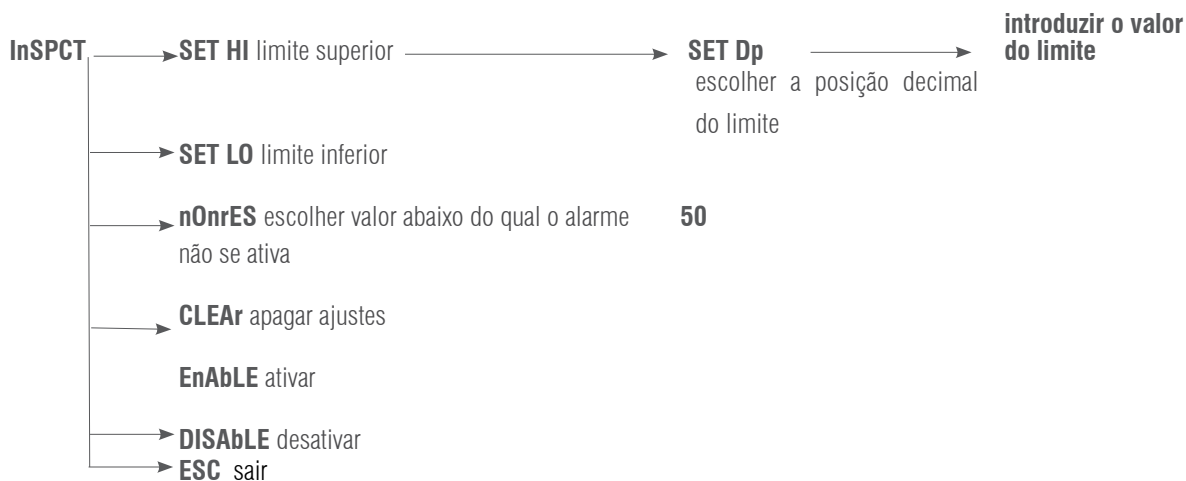 InSPCT
SET HI limite superior
SET Dp
escolher a posição decimal
do limite
introduzir o valor
do limite
SET LO limite inferior
nOnrES escolher valor abaixo do qual o alarme
não se ativa
50
CLEAr apagar ajustes
EnAbLE ativar
DISAbLE desativar
ESC sair